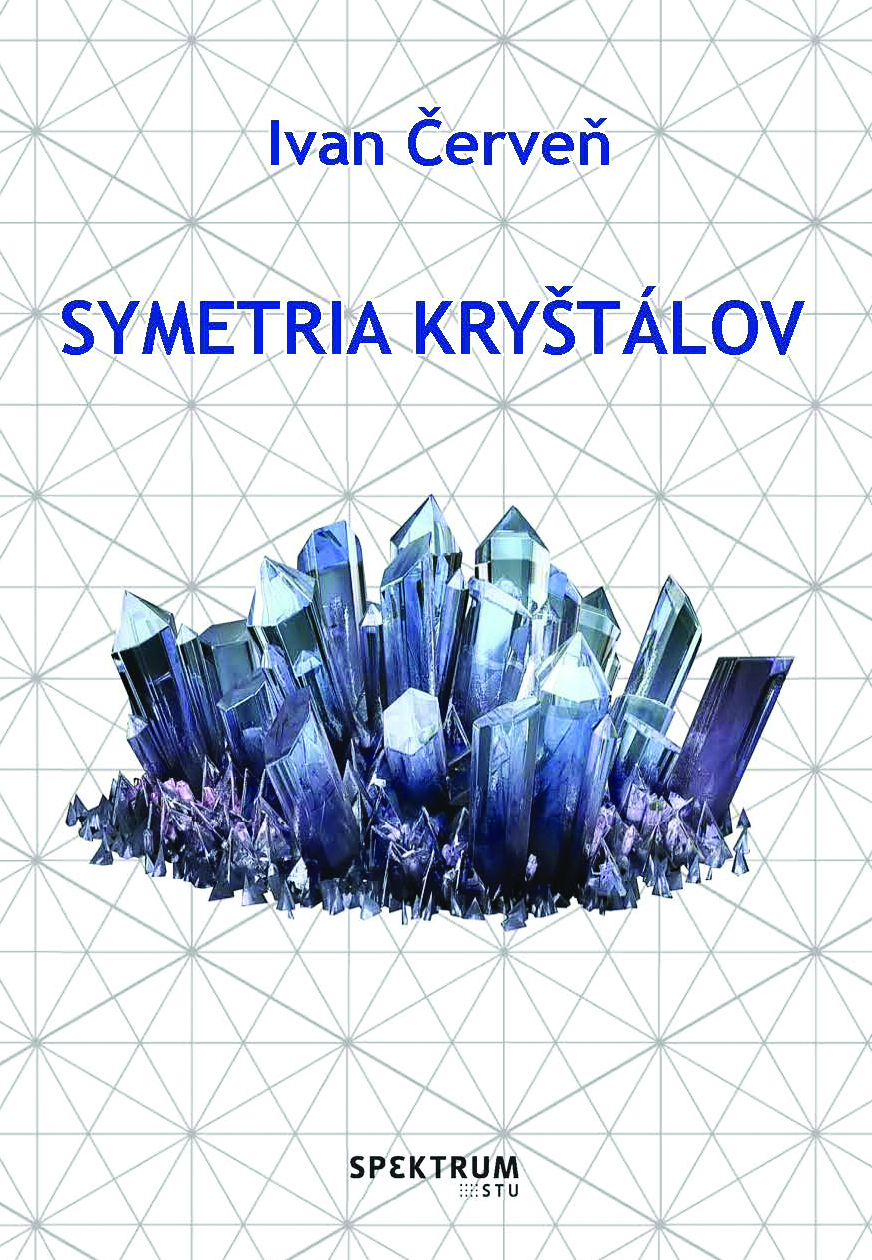 Ivan Červeň
SYMETRIA KRYŠTÁLOV
SPEKTRUM
STU